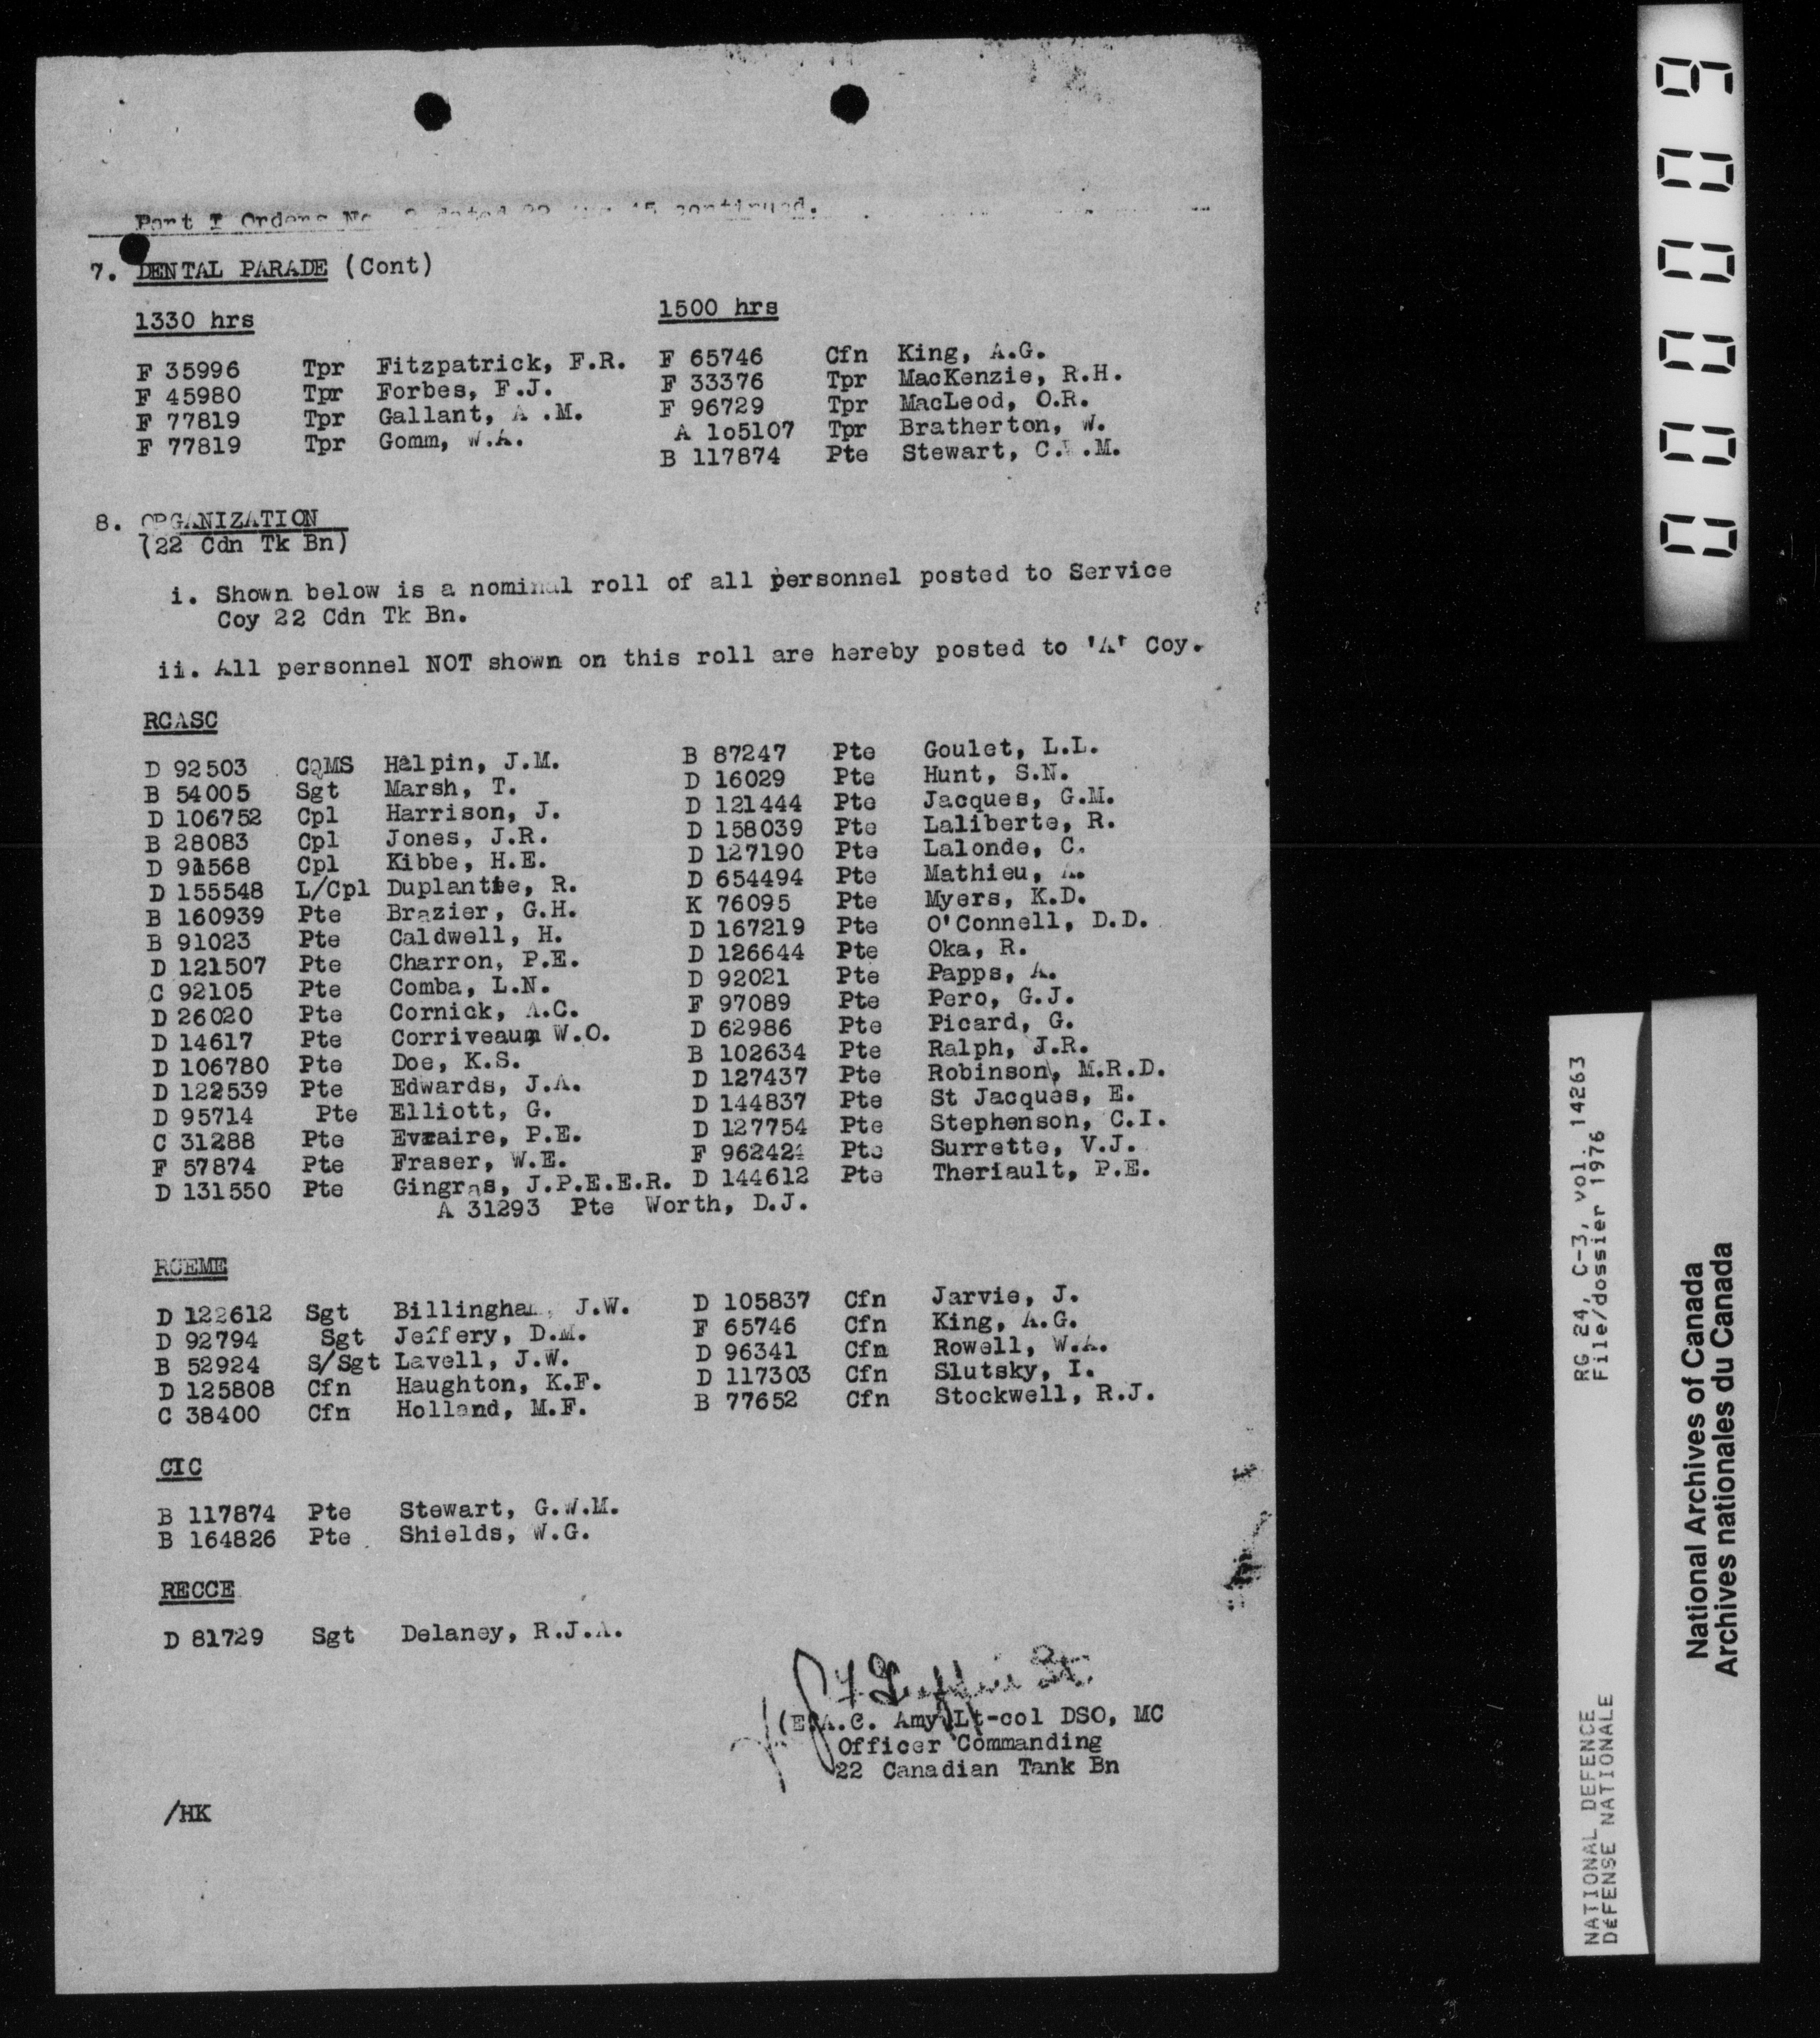 Part I Orders No 2 dated 22 45 continued.
7. DENTAL PARADE (Cont)
1330 hrs 1500 hrs
F 35996 Tpr Fitzpatrick, F.R. F 65746 Cfn King, A.G.
F 45980 Tpr Forbes, F.J. F 33376 Tpr MacKenzie, R.H.
F 77819 Tpr Gallant, A .M. F 96729 Tpr MacLeod, O.R.
F 77819 Tpr Gomm, W.A. A 1o5107 Tpr Bratherton, W.
B 117874 Pte Stewart, C. .M.
8. ORGANIZATION
(22 Cdn Tk Bn)
i. Shown below is a nominal roll of all personnel posted to Service
Coy 22 Cdn Tk Bn.
ii. All personnel NOT shown on this roll are hereby posted to 'A' Coy.
RCASC
D 92503 CQMS Halpin, J.M. B 87247 Pte Goulet, L.L.
B 54005 Sgt Marsh, T. D 16029 Pte Hunt, S.N.
D 106752 Cpl Harrison, J. D 121444 Pte Jacques, G.M.
B 28083 Cpl Jones, J.R. D 158039 Pte Laliberte, R.
D 91568 Cpl Kibbe, H.E. D 127190 Pte Lalonde, C.
D 155548 L/Cpl Duplantie, R. D 654494 Pte Mathieu, A.
B 160939 Pte Brazier, G.H. K 76095 Pte Myers, K.D.
B 91023 Pte Caldwell, H. D 167219 Pte O'Connell, D.D.
D 121507 Pte Charron, P.E. D 126644 Pte Oka, R.
C 92105 Pte Comba, L.N. D 92021 Pte Papps, A.
D 26020 Pte Cornick, A.C. F 97089 Pte Pero, G.J.
D 14617 Pte Corriveau, W.O. D 62986 Pte Picard, G.
D 106780 Pte Doe, K.S. B 102634 Pte Ralph, J.R.
D 122539 Pte Edwards, J.A. D 127437 Pte Robinson, M.R.D.
D 95714 Pte Elliott, G. D 144837 Pte St Jacques, E.
C 31288 Pte Evraire, P.E. D 127754 Pte Stephenson, C.I.
F 57874 Pte Fraser, W.E. F 962424 Pte Surrette, V.J.
D 131550 Pte Gingras, J.P.E.E.R. D 144612 Pte Theriault, P.E.
A 31293 Pte Worth, D.J.
RCEME
D 122612 Sgt Billingham, J.W. D 105837 Cfn Jarvie, J.
D 92794 Sgt Jeffery, D.M. F 65746 Cfn King, A.G.
B 52924 S/Sgt Lavell, J.W. D 96341 Cfn Rowell, W.A.
D 125808 Cfn Haughton, K.F. D 117303 Cfn Slutsky, I.
C 38400 Cfn Holland, M.F. B 77652 Cfn Stockwell, R.J.
CIC
B 117874 Pte Stewart, G.W.M.
B 164826 Pte Shields, W.G.
RECCE
D 81729 Sgt Delaney, R.J.A.
(E.A.C. Amy) Lt-col DSO, MC
Officer Commanding
22 Canadian Tank Bn
/HK
000009
RG 24, C-3, vol. 14263
File/dossier 1976
NATIONAL DEFENCE
DÉFENSE NATIONALE
National Archives of Canada
Archives nationales du Canada